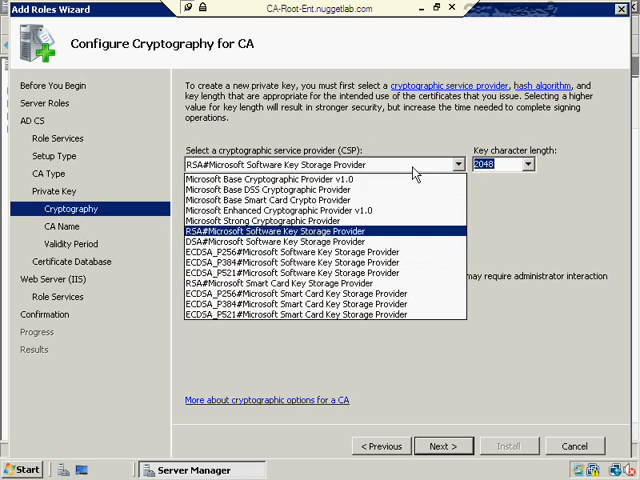 Add Roles Wizard
CA-Root-Ent.nuggetlab.com
Configure Cryptography for CA
Before You Begin
Server Roles
AD CS
Role Services
Setup Type
CA Type
Private Key
Cryptography
CA Name
Validity Period
Certificate Database
Web Server (IIS)
Role Services
Confirmation
Progress
Results
To create a new private key, you must first select a cryptographic service provider, hash algorithm, and
key length that are appropriate for the intended use of the certificates that you issue. Selecting a higher
value for key length will result in stronger security, but increase the time needed to complete signing
operations.
Select a cryptographic service provider (CSP):
Key character length:
RSA#Microsoft Software Key Storage Provider
2048
Microsoft Base Cryptographic Provider v1.0
Microsoft Base DSS Cryptographic Provider
Microsoft Base Smart Card Crypto Provider
Microsoft Enhanced Cryptographic Provider v1.0
Microsoft Strong Cryptographic Provider
RSA#Microsoft Software Key Storage Provider
DSA#Microsoft Software Key Storage Provider
ECDSA_P256#Microsoft Software Key Storage Provider
ECDSA_P384#Microsoft Software Key Storage Provider
ECDSA_P521#Microsoft Software Key Storage Provider
RSA#Microsoft Smart Card Key Storage Provider
ECDSA_P256#Microsoft Smart Card Key Storage Provider
ECDSA_P384#Microsoft Smart Card Key Storage Provider
ECDSA_P521#Microsoft Smart Card Key Storage Provider
may require administrator interaction
More about cryptographic options for a CA
< Previous
Next >
Install
Cancel
Start
Server Manager